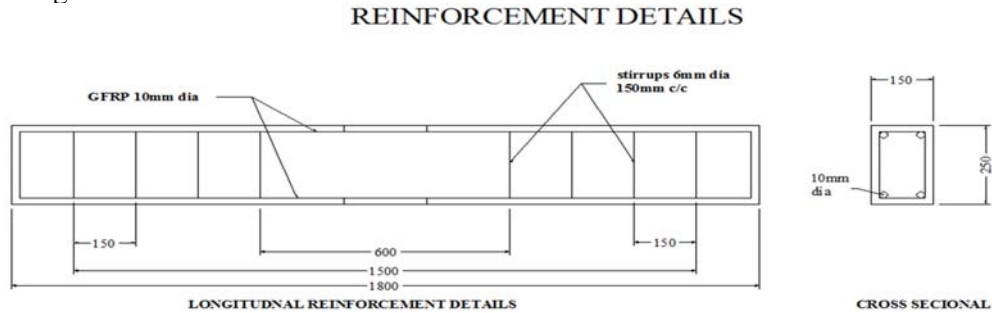 REINFORCEMENT DETAILS
GFRP 10mm dia
stirrups 6mm dia
150mm c/c
150
10mm
dia
250
150
600
150
1500
1800
LONGITUDNAL REINFORCEMENT DETAILS
CROSS SECIONAL